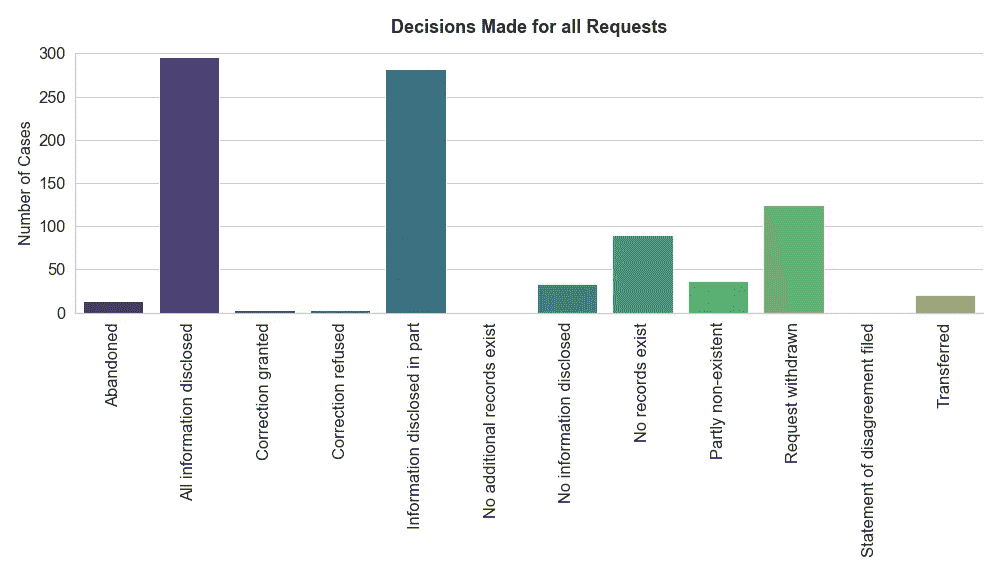 Decisions Made for all Requests
Number of Cases
300
250
200
150
100
50
0
Abandoned
All information disclosed
Correction granted
Correction refused
Information disclosed in part
No additional records exist
No information disclosed
No records exist
Partly non-existent
Request withdrawn
Statement of disagreement filed
Transferred